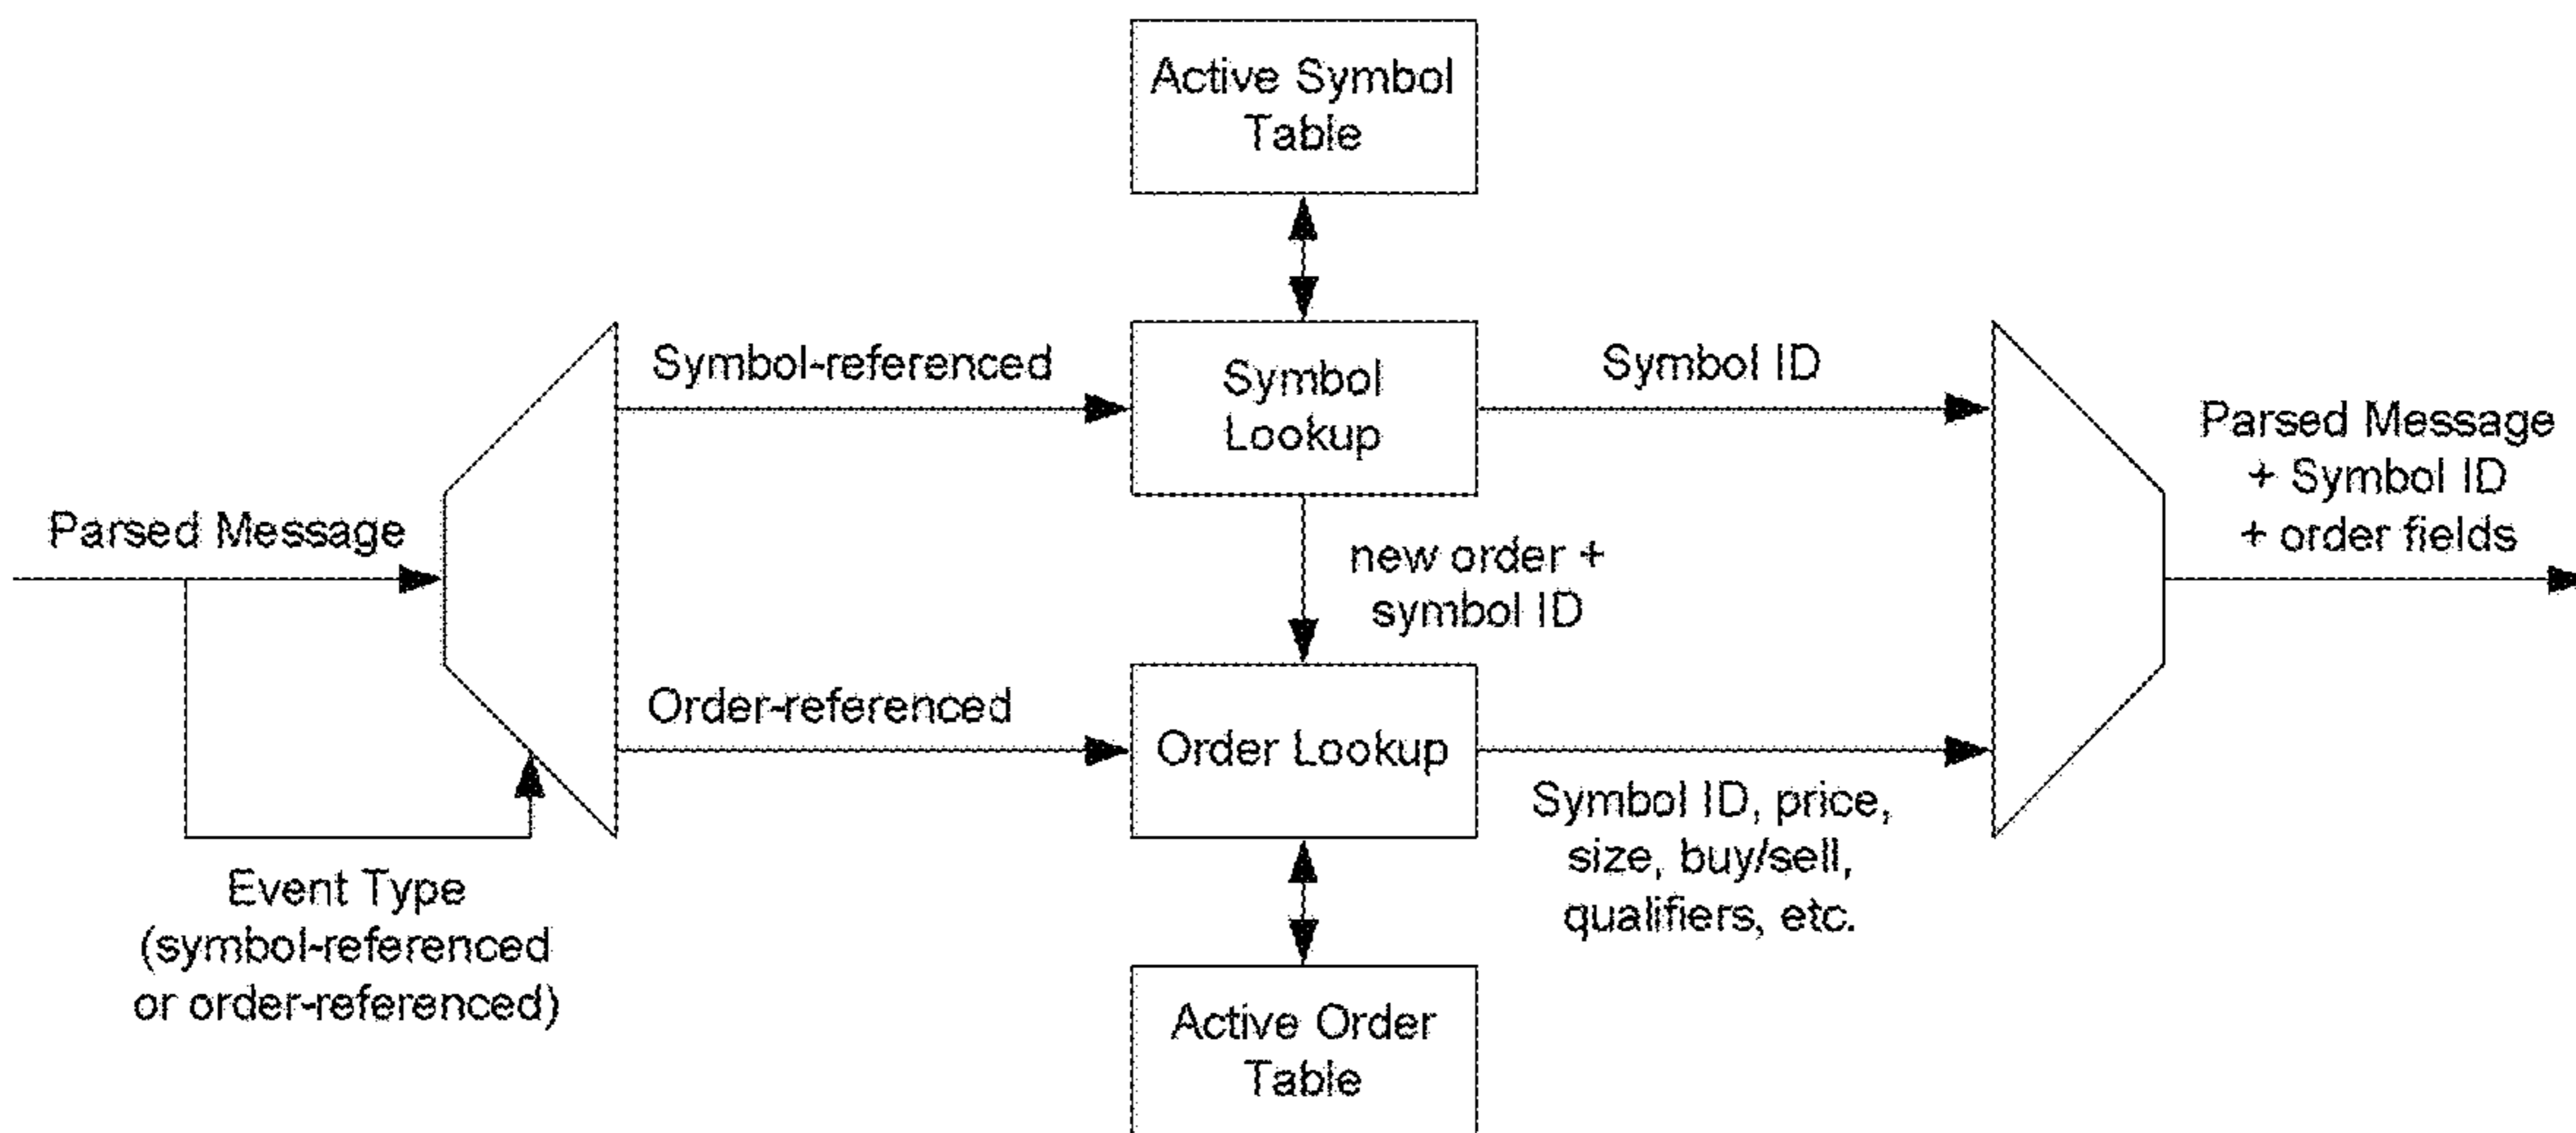 Active Symbol
Table
Symbol-referenced
Symbol
Lookup
Symbol ID
Parsed Message
+ Symbol ID
+ order fields
Parsed Message
new order +
symbol ID
Order-referenced
Order Lookup
Symbol ID, price,
size, buy/sell,
qualifiers, etc.
Event Type
(symbol-referenced
or order-referenced)
Active Order
Table